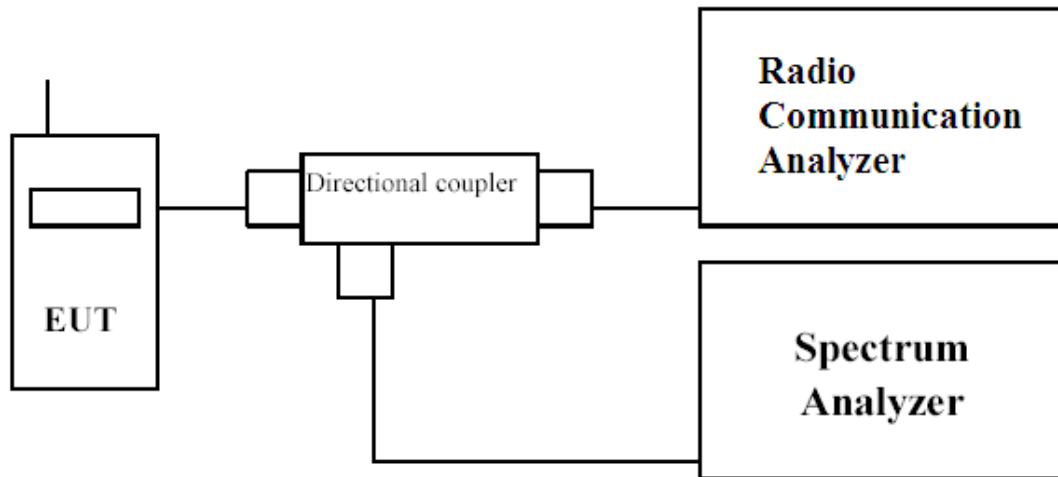 Radio
Communication
Analyzer
Directional coupler
EUT
Spectrum
Analyzer